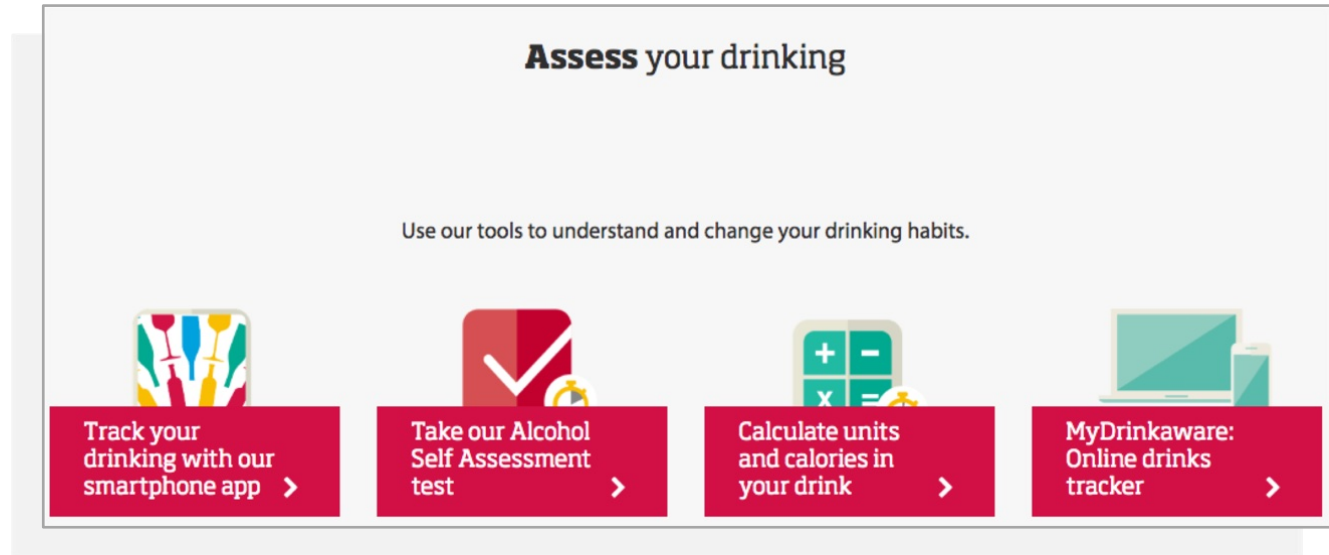 Assess your drinking
Use our tools to understand and change your drinking habits.
Track your
drinking with our
smartphone app
Take our Alcohol
Self Assessment
test
Calculate units
and calories in
your drink
MyDrinkaware:
Online drinks
tracker